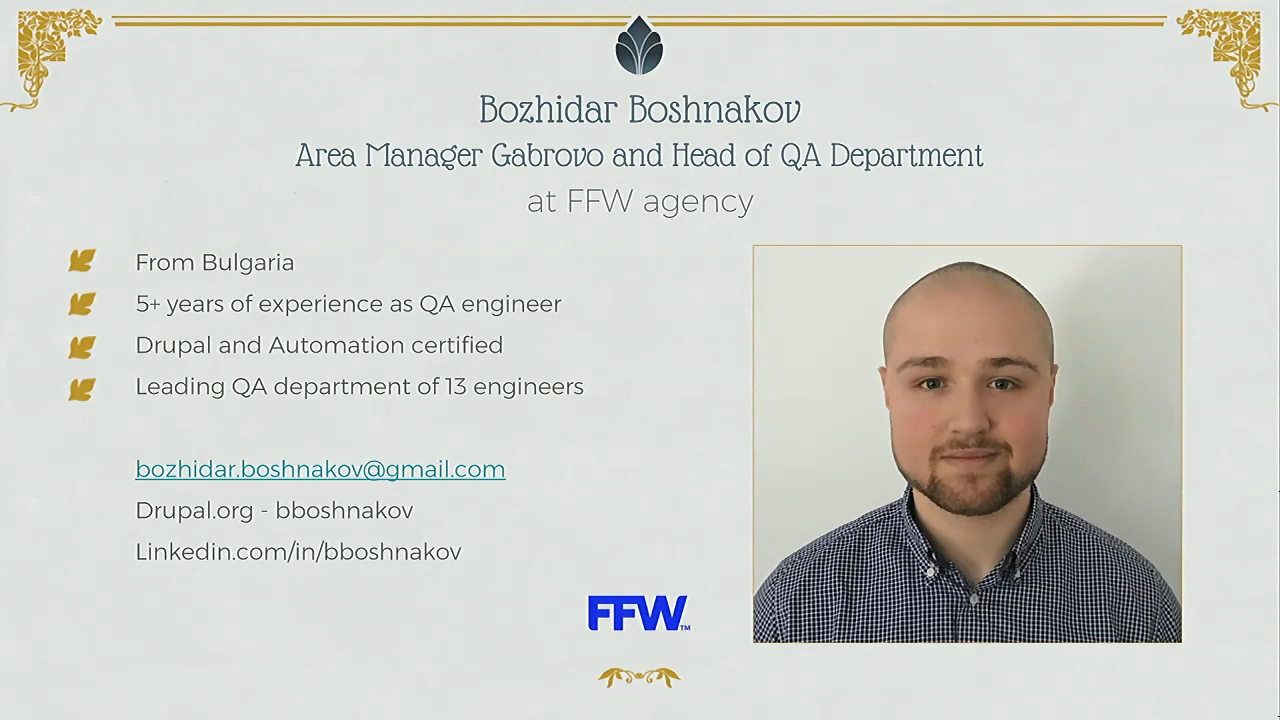 Bozhidar Boshnakov
Area Manager Gabrovo and Head of QA Department
at FFW agency
From Bulgaria
5+ years of experience as QA engineer
Drupal and Automation certified
Leading QA department of 13 engineers
bozhidar.boshnakov@gmail.com
Drupal.org - bboshnakov
Linkedin.com/in/bboshnakov
FFW™